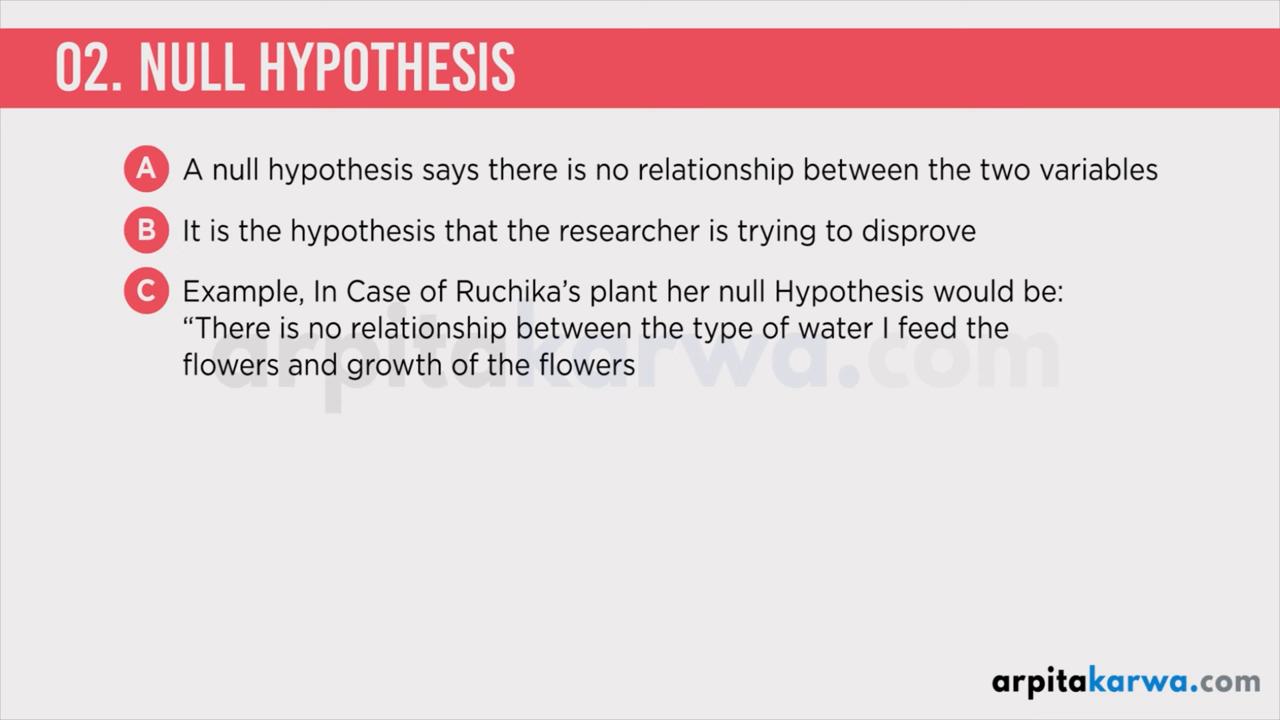 02. NULL HYPOTHESIS
A A null hypothesis says there is no relationship between the two variables
B It is the hypothesis that the researcher is trying to disprove
C Example, In Case of Ruchika’s plant her null Hypothesis would be:
“There is no relationship between the type of water I feed the
flowers and growth of the flowers
arpitakarwa.com
arpitakarwa.com